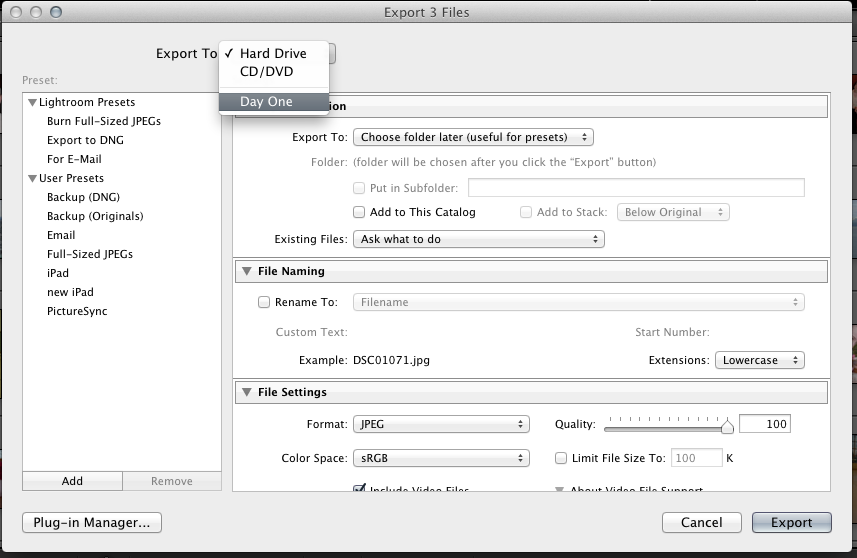 Export 3 Files
Export To
✓ Hard Drive
CD/DVD
Day One
Preset:
Lightroom Presets
Burn Full-Sized JPEGs
Export to DNG
For E-Mail
User Presets
Backup (DNG)
Backup (Originals)
Email
Full-Sized JPEGs
iPad
new iPad
PictureSync
Add
Remove
Export To: Choose folder later (useful for presets)
Folder: (folder will be chosen after you click the “Export” button)
Put in Subfolder:
Add to This Catalog Add to Stack: Below Original
Existing Files: Ask what to do
File Naming
Rename To: Filename
Custom Text: Start Number:
Example: DSC01071.jpg Extensions: Lowercase
File Settings
Format: JPEG Quality: 100
Color Space: sRGB Limit File Size To: 100 K
Include Video Files About Video File Support
Plug-in Manager... Cancel Export